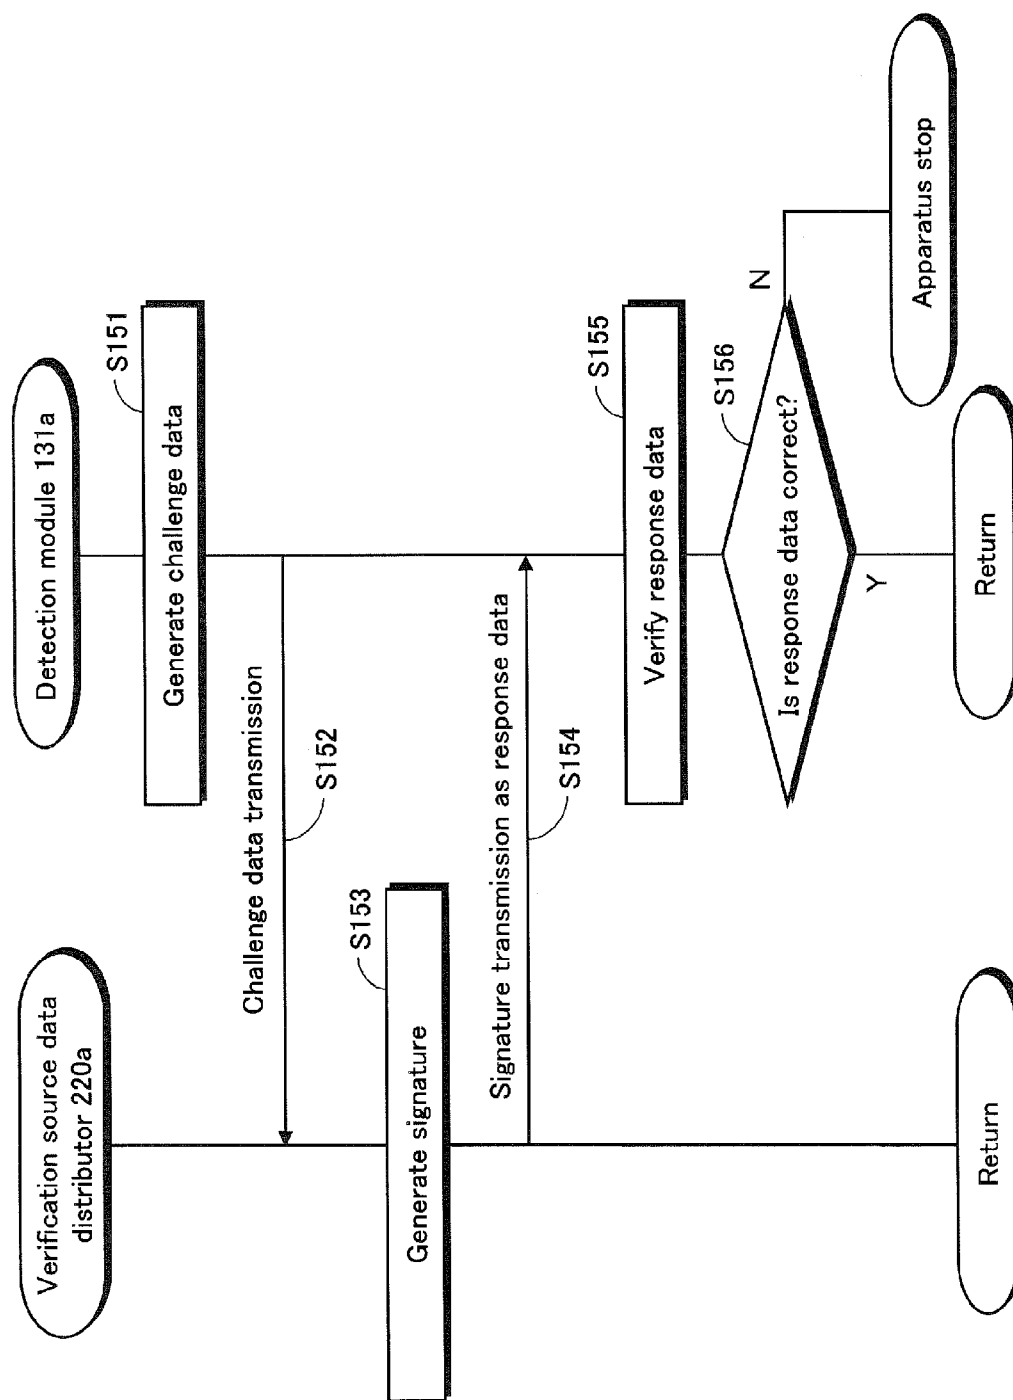 Verification source data
distributor 220a
Detection module 131a
S151
Generate challenge data
Challenge data transmission
S152
S153
Generate signature
Signature transmission as response data
S154
S155
Verify response data
S156
Is response data correct?
N
Y
Apparatus stop
Return
Return